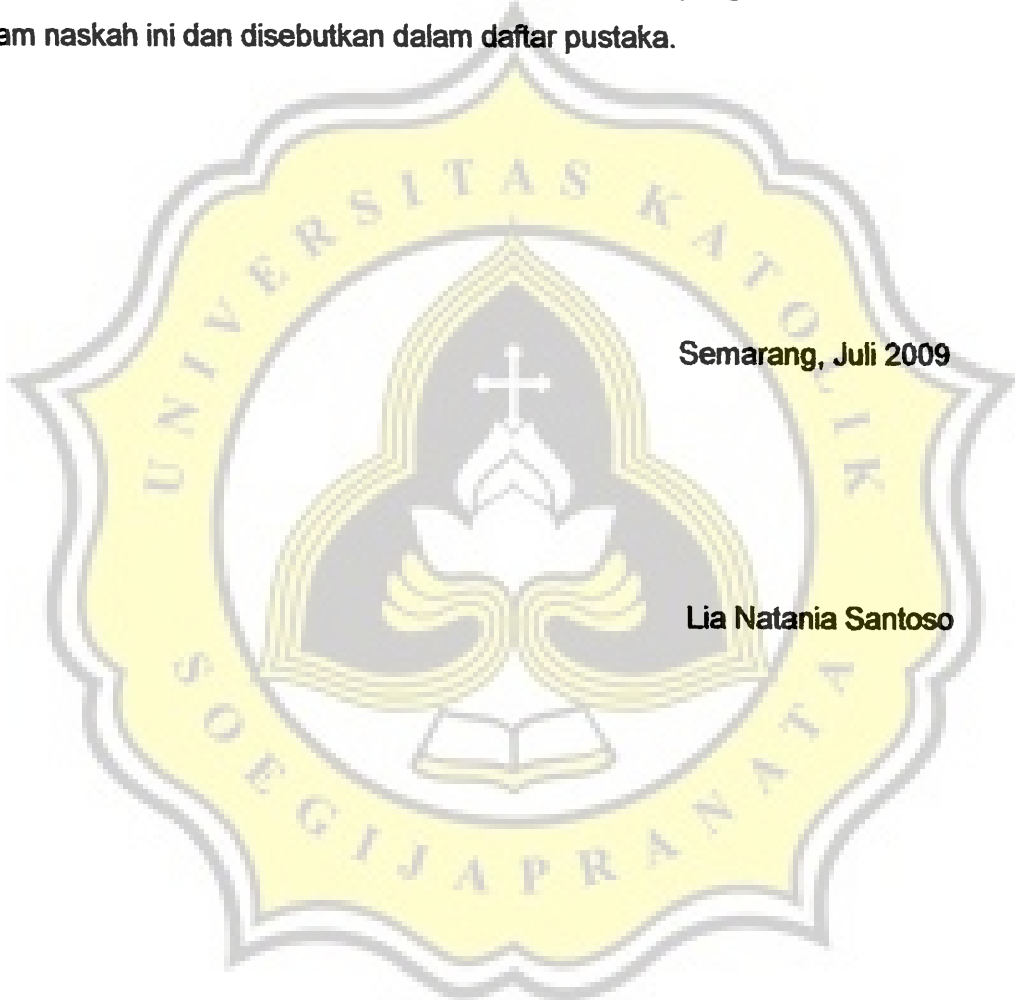 am naskah ini dan disebutkan dalam daftar pustaka.
UNIVERSITAS KATOLIK
Semarang, Juli 2009
Lia Natania Santoso
SOEGIJAPRANATA